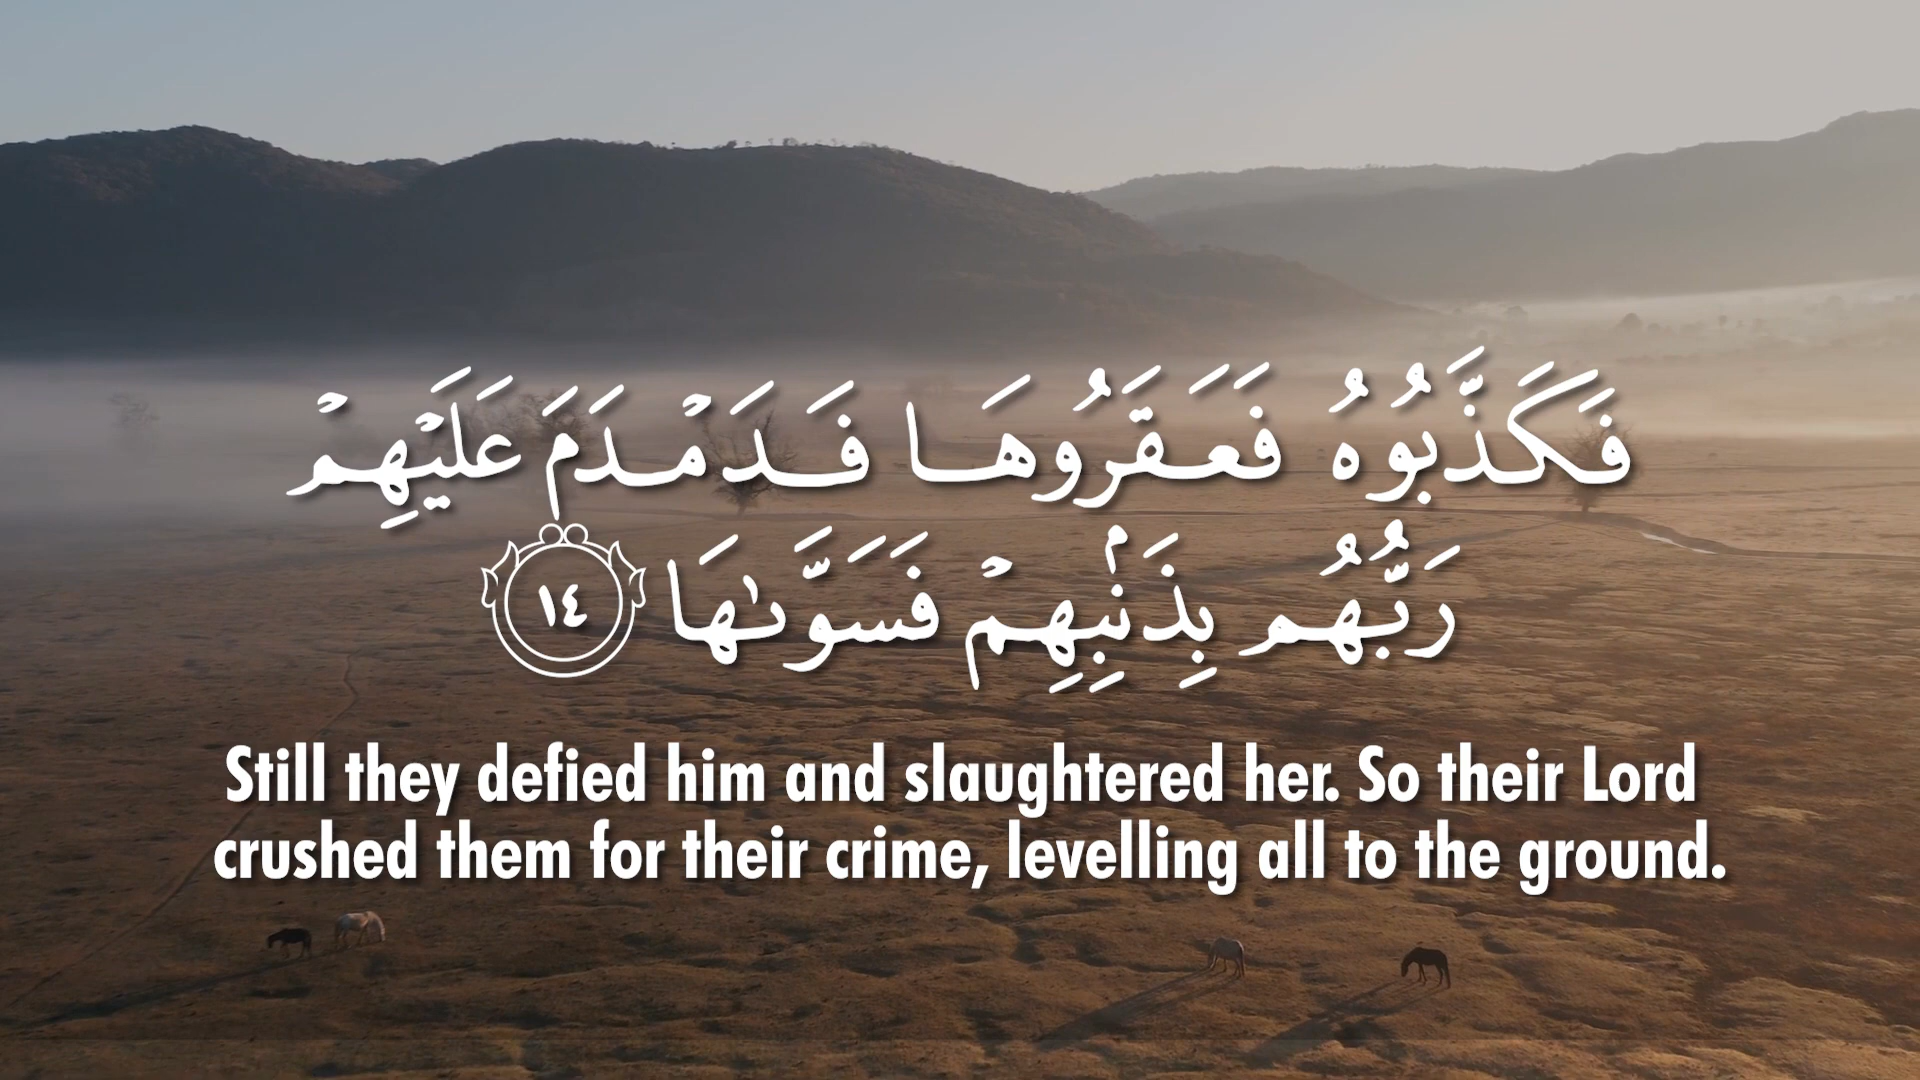 فَكَذَّبُوهُ فَعَقَرُوهَا فَدَمْدَمَ عَلَيْهِمْ
رَبُّهُم بِذَنۢبِهِمْ فَسَوَّىٰهَا ١٤
Still they defied him and slaughtered her. So their Lord
crushed them for their crime, levelling all to the ground.